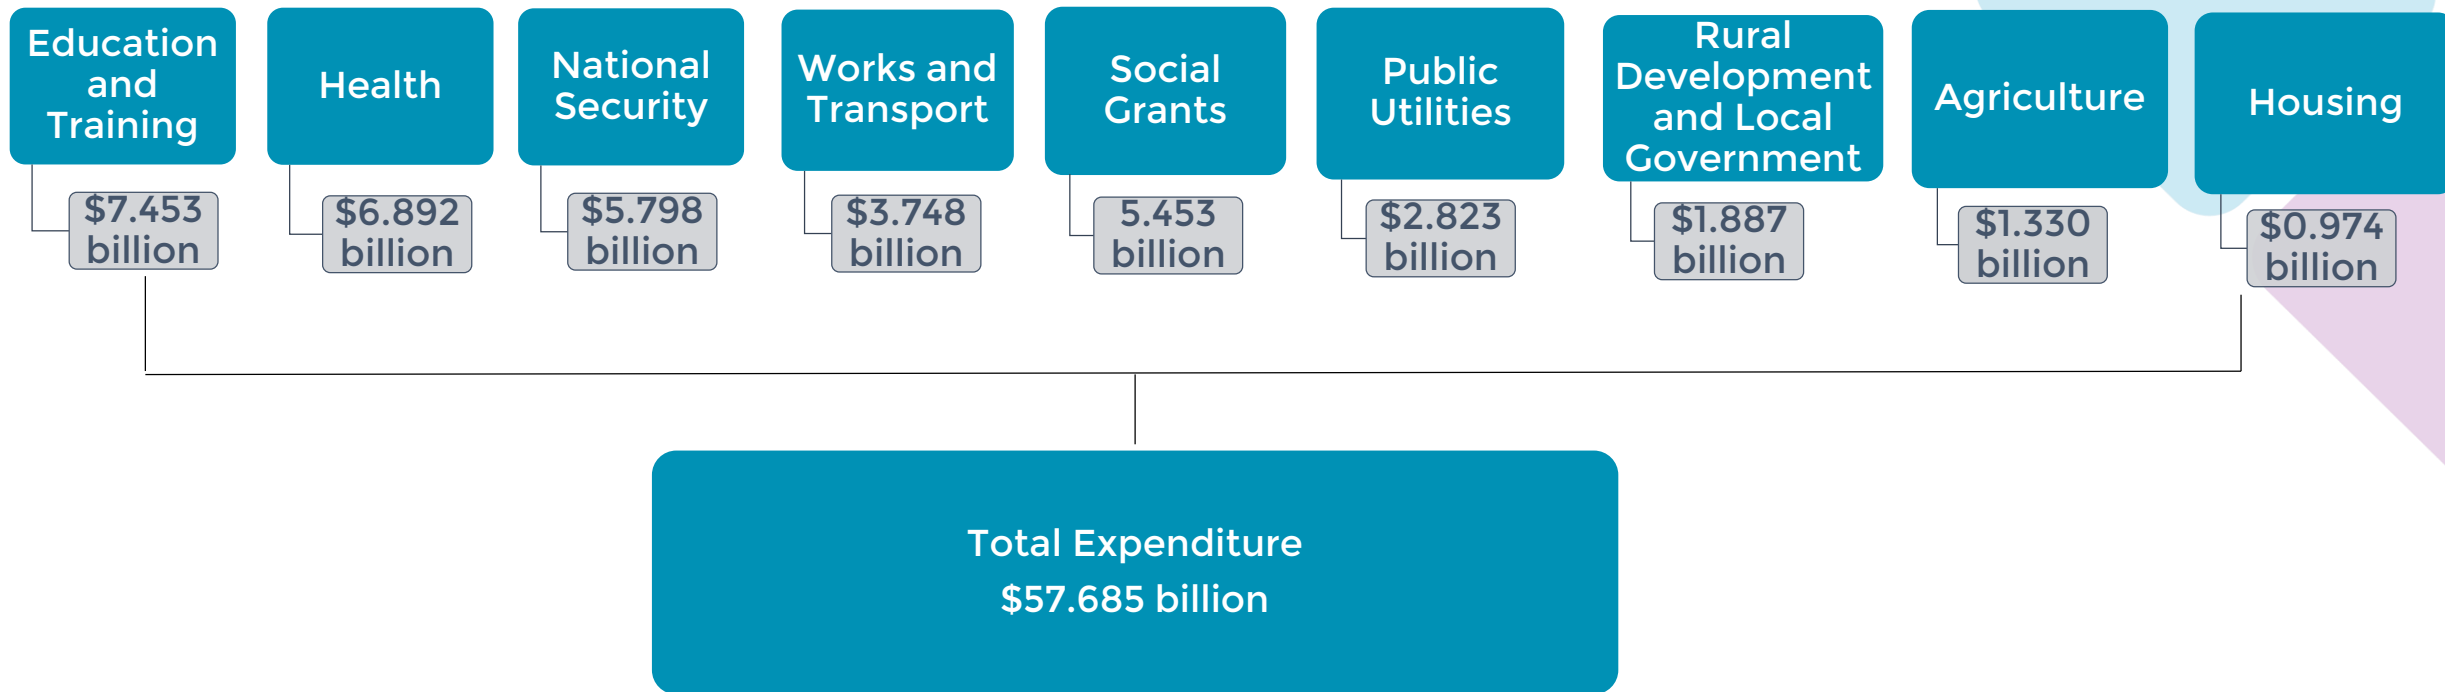 Education
and
Training
$7.453
billion
Health
$6.892
billion
National
Security
$5.798
billion
Works and
Transport
$3.748
billion
Social
Grants
5.453
billion
Public
Utilities
$2.823
billion
Rural
Development
and Local
Government
$1.887
billion
Agriculture
$1.330
billion
Housing
$0.974
billion
Total Expenditure
$57.685 billion